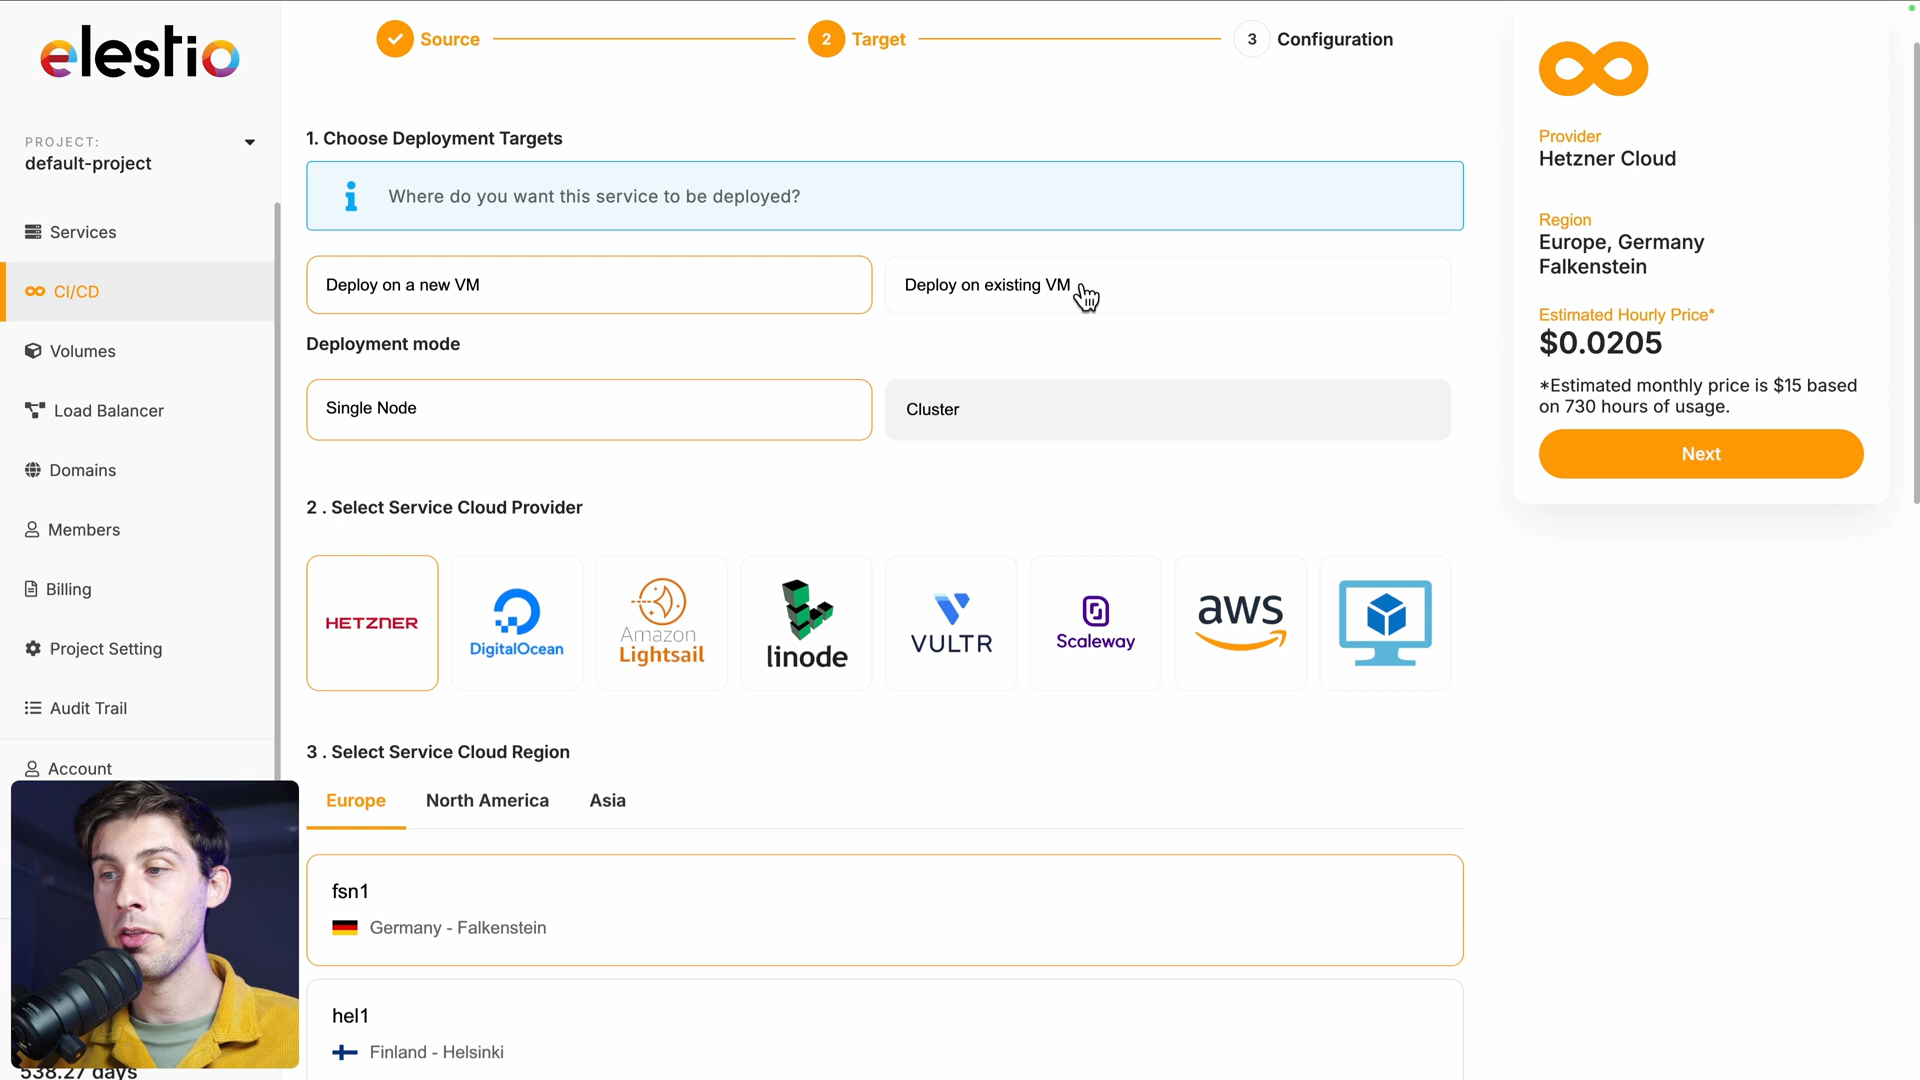 elestio
PROJECT:
default-project
Services
CI/CD
Volumes
Load Balancer
Domains
Members
Billing
Project Setting
Audit Trail
Account
538.27 days
Source
2
Target
3
Configuration
1. Choose Deployment Targets
Where do you want this service to be deployed?
Deploy on a new VM
Deploy on existing VM
Deployment mode
Single Node
Cluster
2 . Select Service Cloud Provider
HETZNER
DigitalOcean
Amazon
Lightsail
linode
VULTR
Scaleway
aws
3 . Select Service Cloud Region
Europe
North America
Asia
fsn1
Germany - Falkenstein
hel1
Finland - Helsinki
Provider
Hetzner Cloud
Region
Europe, Germany
Falkenstein
Estimated Hourly Price*
$0.0205
*Estimated monthly price is $15 based
on 730 hours of usage.
Next